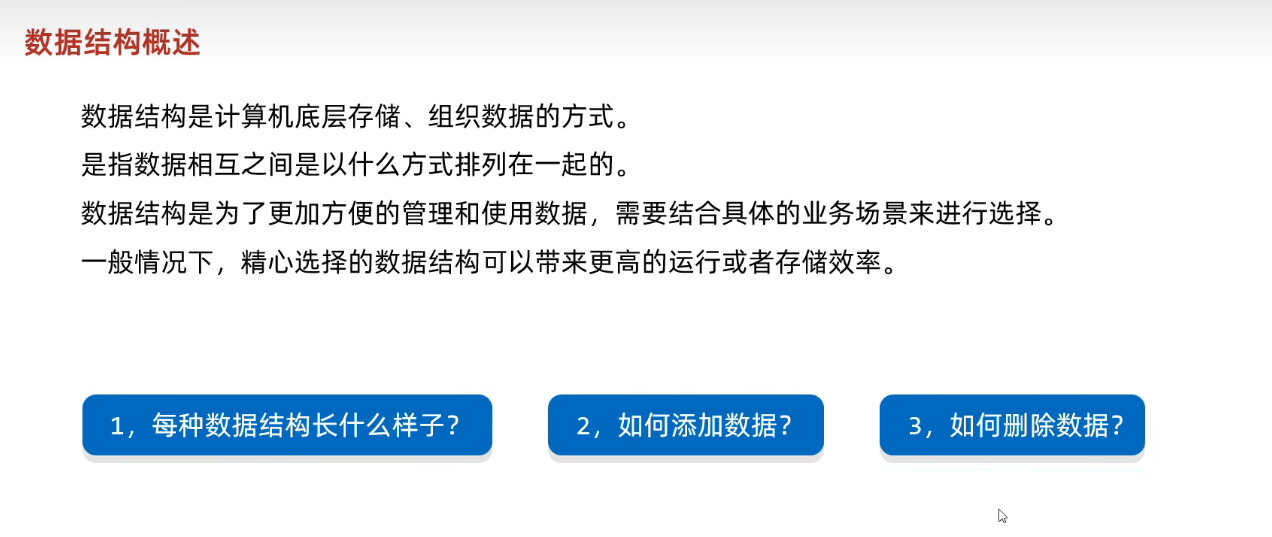 数据结构概述
数据结构是计算机底层存储、组织数据的方式。
是指数据相互之间是以什么方式排列在一起的。
数据结构是为了更加方便的管理和使用数据，需要结合具体的业务场景来进行选择。
一般情况下，精心选择的数据结构可以带来更高的运行或者存储效率。
1，每种数据结构长什么样子？
2，如何添加数据？
3，如何删除数据？